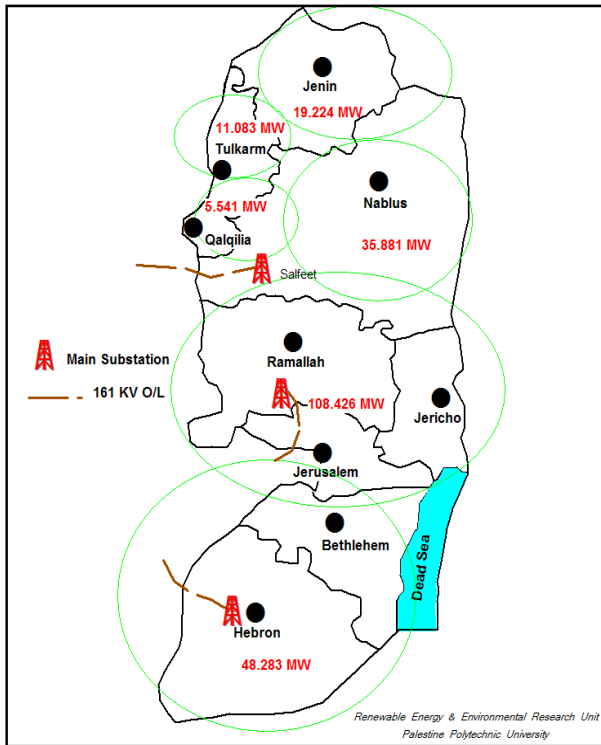 Jenin
19.224 MW
11.083 MW
Tulkarm
5.541 MW
Nablus
Qalqilia
35.881 MW
Salfeet
Ramallah
Main Substation
161 KV O/L
108.426 MW
Jericho
Jerusalem
Bethlehem
Dead Sea
Hebron
48.283 MW
Renewable Energy & Environmental Research Unit
Palestine Polytechnic University